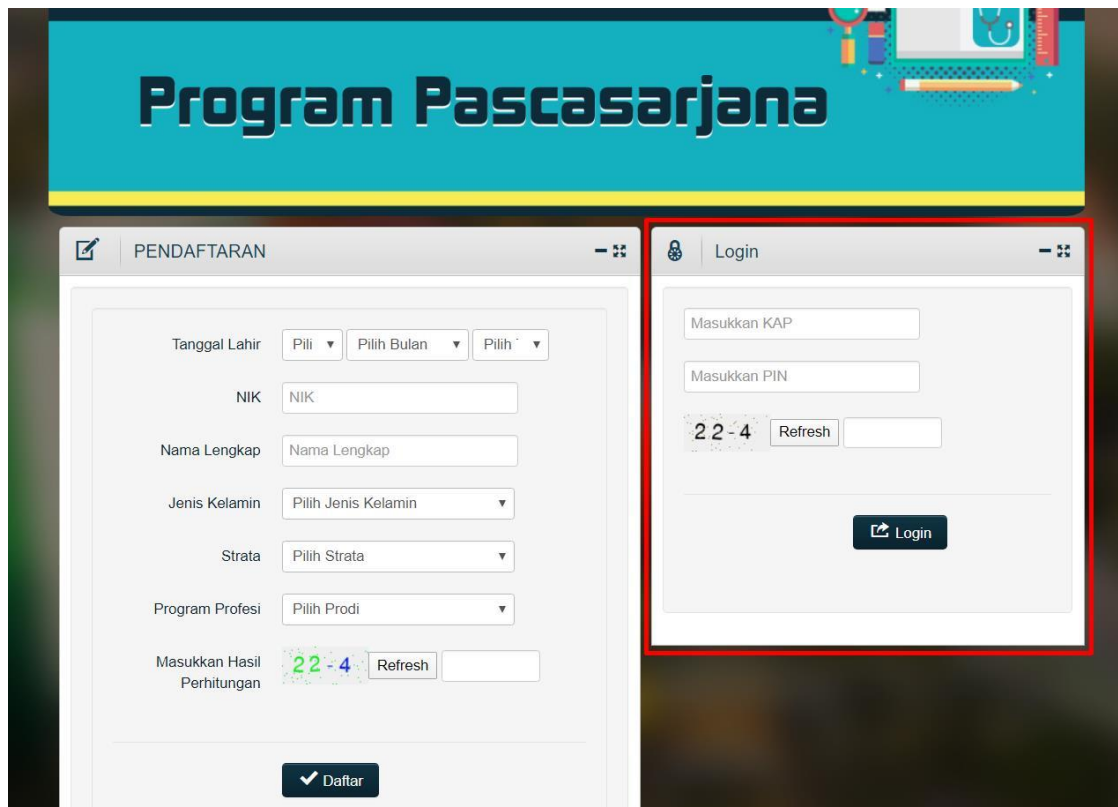 Program Pascasarjana
PENDAFTARAN
Tanggal Lahir Pili Pilih Bulan Pilih
NIK NIK
Nama Lengkap Nama Lengkap
Jenis Kelamin Pilih Jenis Kelamin
Strata Pilih Strata
Program Profesi Pilih Prodi
Masukkan Hasil
Perhitungan
22-4 Refresh
Daftar
Login
Masukkan KAP
Masukkan PIN
22-4 Refresh
Login